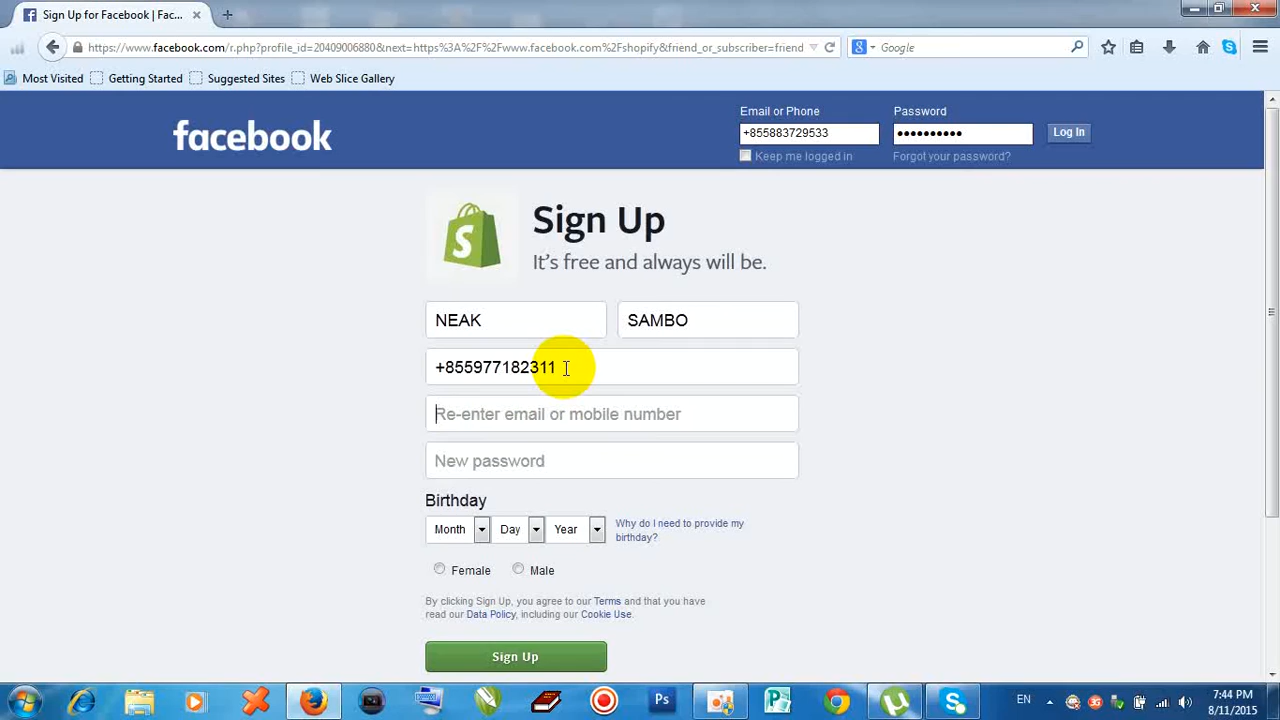 Sign Up for Facebook | Fac...
https://www.facebook.com/r.php?profile_id=20409006880&next=https%3A%2F%2Fwww.facebook.com%2Fshopify&friend_or_subscriber=friend
Google
Most Visited Getting Started Suggested Sites Web Slice Gallery
facebook
Email or Phone Password
+855883729533 ●●●●●●●●●● Log In
Keep me logged in Forgot your password?
Sign Up
It's free and always will be.
NEAK SAMBO
+855977182311
Re-enter email or mobile number
New password
Birthday
Month Day Year
Why do I need to provide my
birthday?
Female Male
By clicking Sign Up, you agree to our Terms and that you have
read our Data Policy, including our Cookie Use.
Sign Up
EN
7:44 PM
8/11/2015